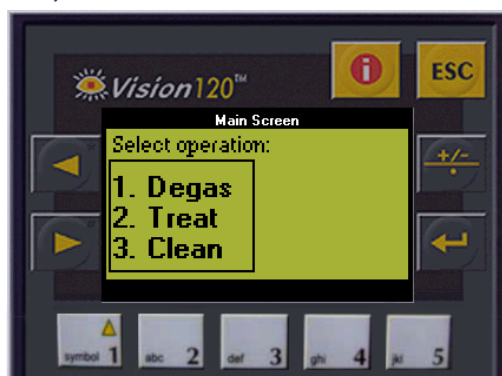 ESC
Vision120™
Main Screen
Select operation:
+/-
1. Degas
2. Treat
3. Clean
symbol 1 abc 2 def 3 ghi 4 jkl 5